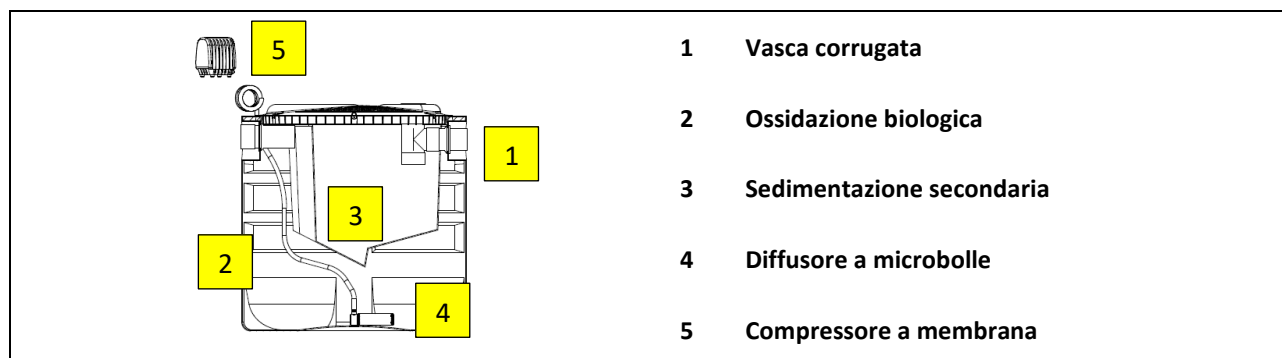 5
1
3
2
4
1 Vasca corrugata
2 Ossidazione biologica
3 Sedimentazione secondaria
4 Diffusore a microbolle
5 Compressore a membrana